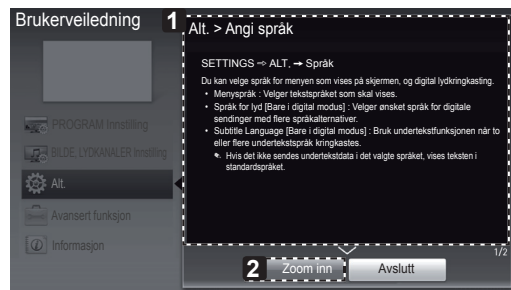 Brukerveiledning
1
Alt. > Angi språk
SETTINGS ⇨ ALT. → Språk
Du kan velge språk for menyen som vises på skjermen, og digital lydkringkasting.
• Menyspråk : Velger tekstspråket som skal vises.
• Språk for lyd [Bare i digital modus] : Velger ønsket språk for digitale
sendinger med flere språkalternativer.
• Subtitle Language [Bare i digital modus] : Bruk undertekstfunksjonen når to
eller flere undertekstspråk kringkastes.
Hvis det ikke sendes undertekstdata i det valgte språket, vises teksten i
standardspråket.
PROGRAM Innstilling
BILDE, LYDKANALER Innstilling
Alt.
Avansert funksjon
Informasjon
1/2
2
Zoom inn
Avslutt